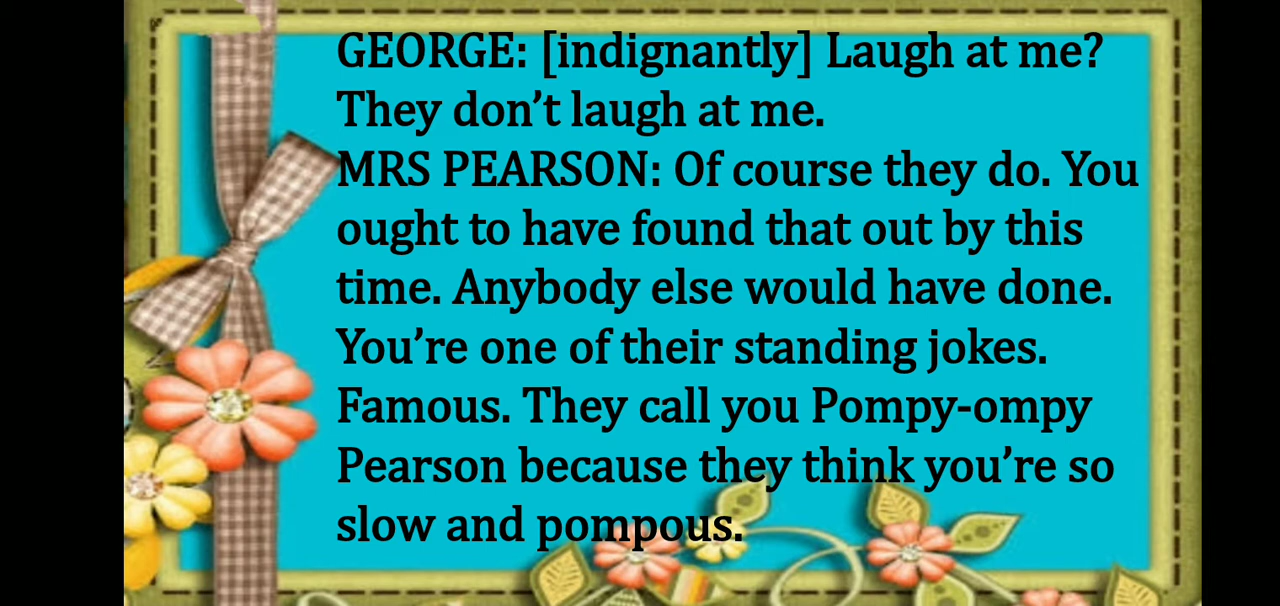 GEORGE: [indignantly] Laugh at me?
They don’t laugh at me.
MRS PEARSON: Of course they do. You
ought to have found that out by this
time. Anybody else would have done.
You’re one of their standing jokes.
Famous. They call you Pompy-ompy
Pearson because they think you’re so
slow and pompous.